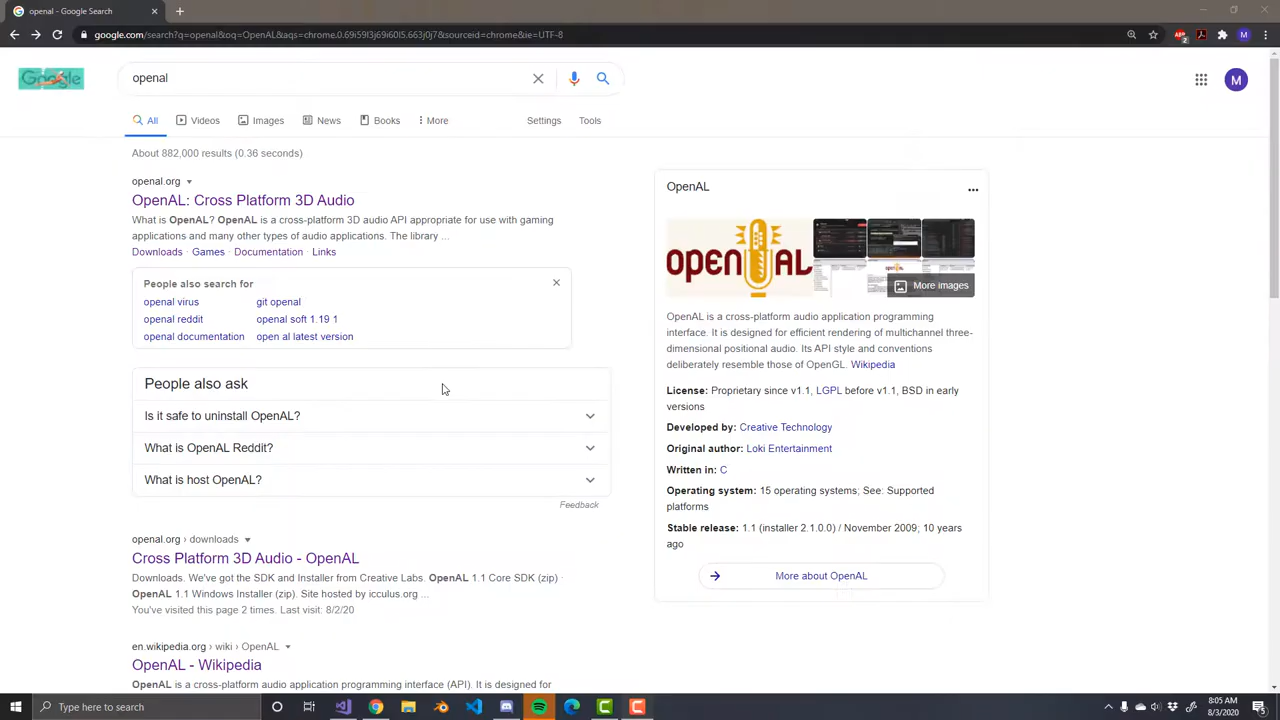 openal - Google Search
google.com/search?q=openal&oq=OpenAL&aqs=chrome.0.69i59l3j69i60l5.663j0j7&sourceid=chrome&ie=UTF-8
M
Google
openal
M
All
Videos
Images
News
Books
More
Settings
Tools
About 882,000 results (0.36 seconds)
openal.org
OpenAL: Cross Platform 3D Audio
What is OpenAL? OpenAL is a cross-platform 3D audio API appropriate for use with gaming
applications and many other types of audio applications. The library ...
Downloads · Games · Documentation · Links
People also search for
openal virus
git openal
openal reddit
openal soft 1.19 1
openal documentation
open al latest version
People also ask
Is it safe to uninstall OpenAL?
What is OpenAL Reddit?
What is host OpenAL?
Feedback
openal.org › downloads
Cross Platform 3D Audio - OpenAL
Downloads. We've got the SDK and Installer from Creative Labs. OpenAL 1.1 Core SDK (zip) ·
OpenAL 1.1 Windows Installer (zip). Site hosted by icculus.org ...
You've visited this page 2 times. Last visit: 8/2/20
en.wikipedia.org › wiki › OpenAL
OpenAL - Wikipedia
OpenAL is a cross-platform audio application programming interface (API). It is designed for
OpenAL
OpenAL
More images
OpenAL is a cross-platform audio application programming
interface. It is designed for efficient rendering of multichannel three-
dimensional positional audio. Its API style and conventions
deliberately resemble those of OpenGL. Wikipedia
License: Proprietary since v1.1, LGPL before v1.1, BSD in early
versions
Developed by: Creative Technology
Original author: Loki Entertainment
Written in: C
Operating system: 15 operating systems; See: Supported
platforms
Stable release: 1.1 (installer 2.1.0.0) / November 2009; 10 years
ago
More about OpenAL
Type here to search
8:05 AM
8/3/2020